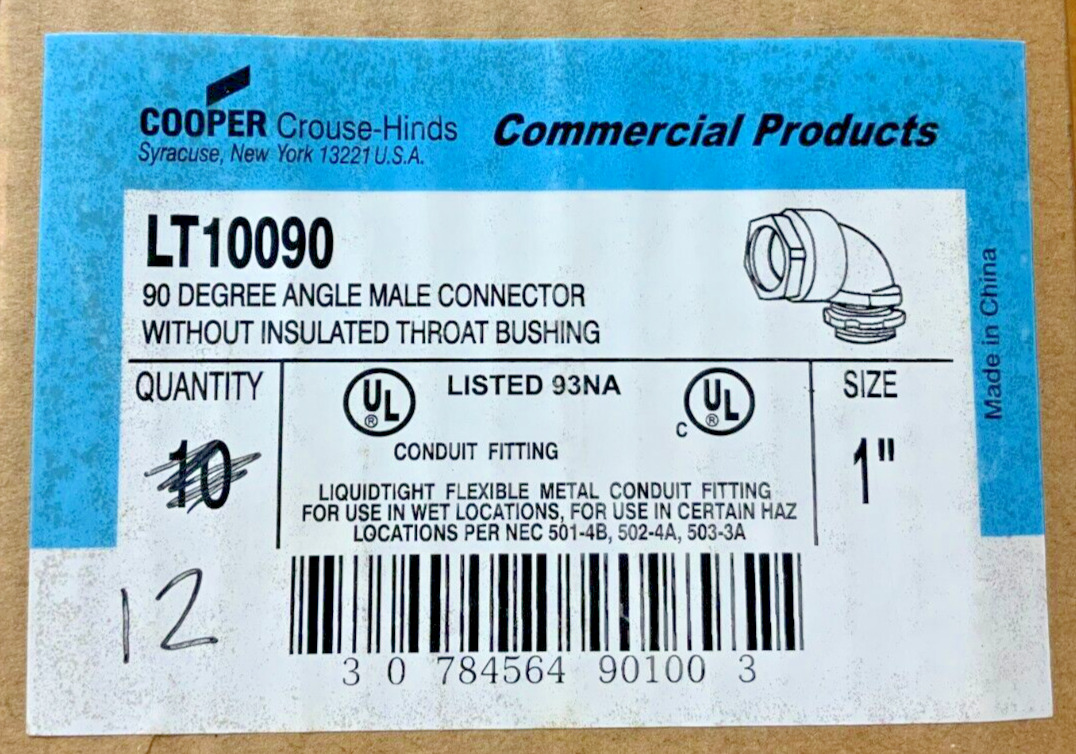 COOPER Crouse-Hinds Commercial Products
Syracuse, New York 13221 U.S.A.
LT10090
90 DEGREE ANGLE MALE CONNECTOR
WITHOUT INSULATED THROAT BUSHING
Made in China
QUANTITY
10
12
UL ® LISTED 93NA C UL ®
CONDUIT FITTING
LIQUIDTIGHT FLEXIBLE METAL CONDUIT FITTING
FOR USE IN WET LOCATIONS, FOR USE IN CERTAIN HAZ
LOCATIONS PER NEC 501-4B, 502-4A, 503-3A
SIZE
1"
3 0 784564 90100 3